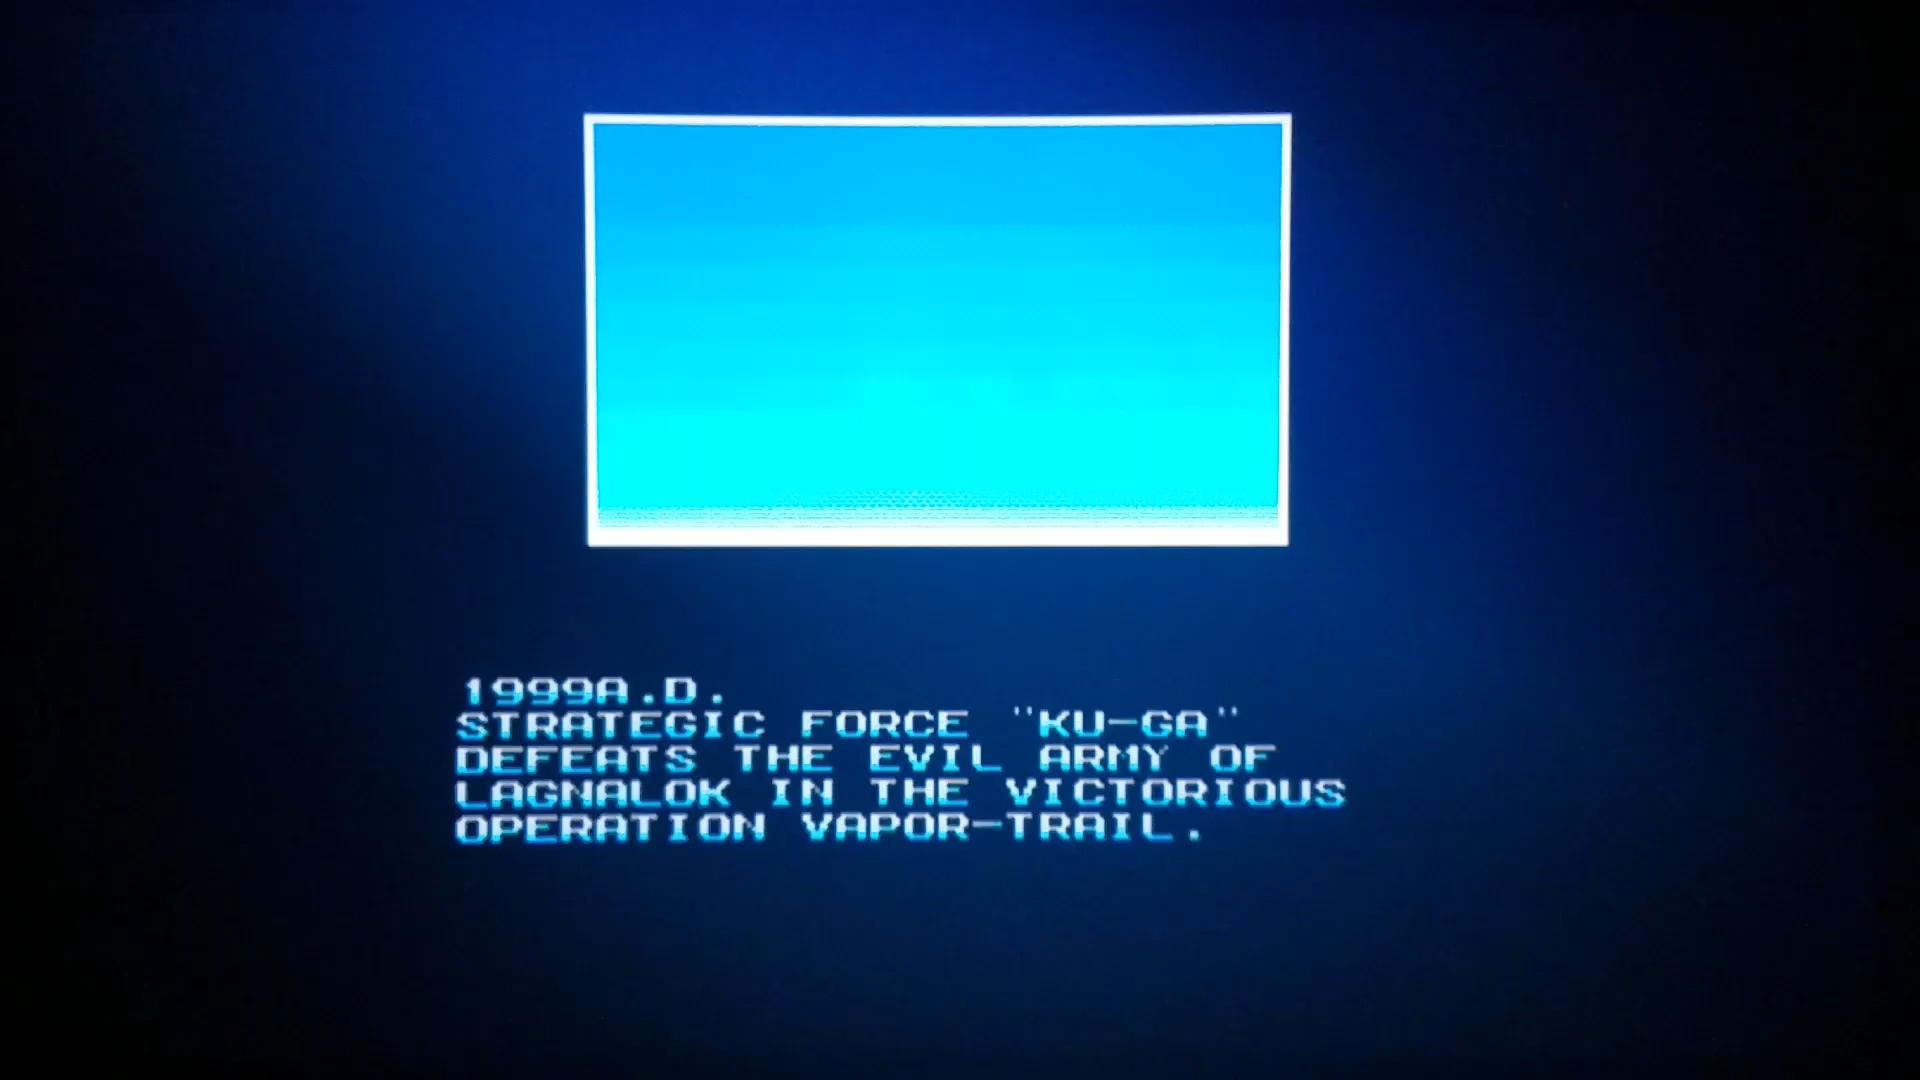 1999A.D.
STRATEGIC FORCE "KU-GA"
DEFEATS THE EVIL ARMY OF
LAGNALOK IN THE VICTORIOUS
OPERATION VAPOR-TRAIL.